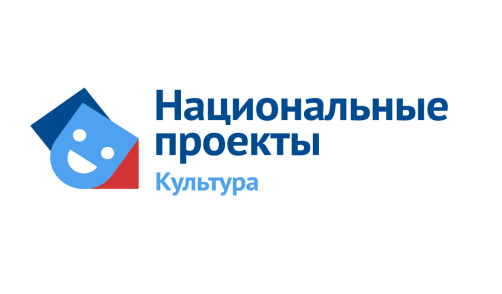 Национальные
проекты
Культура